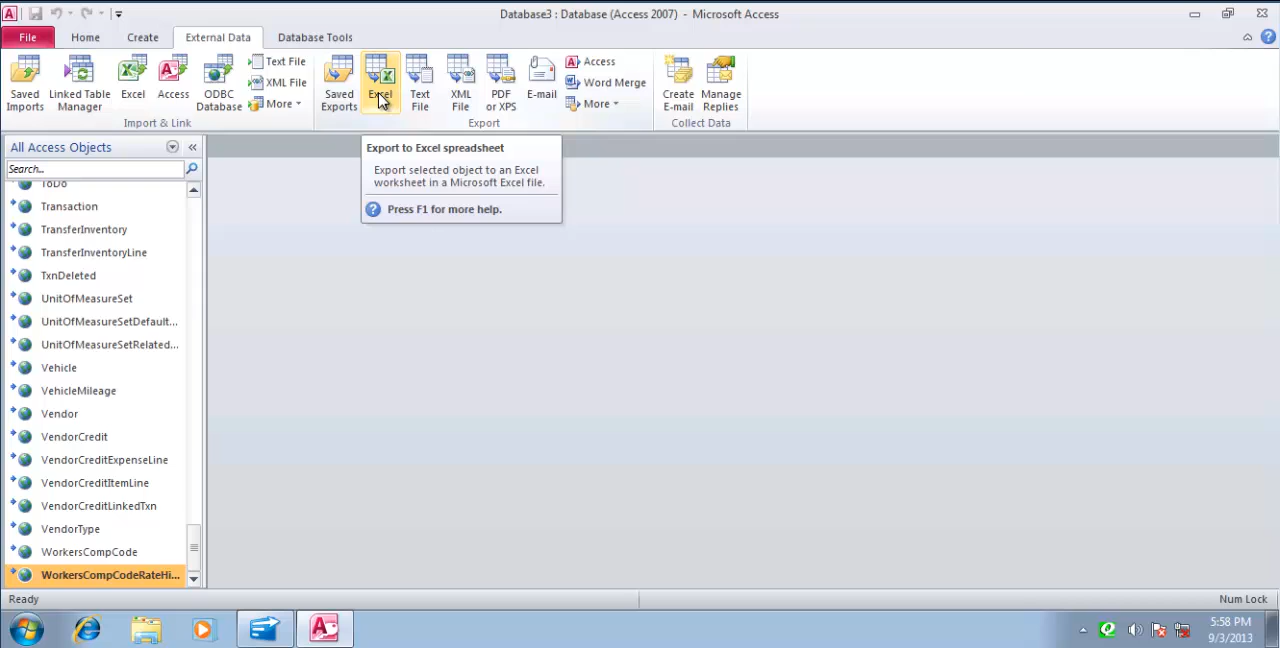 Database3 : Database (Access 2007) - Microsoft Access
File
Home
Create
External Data
Database Tools
Saved Imports
Linked Table Manager
Excel
Access
ODBC Database
Text File
XML File
More
Import & Link
Saved Exports
Excel
Text File
XML File
PDF or XPS
E-mail
Access
Word Merge
More
Export
Create E-mail
Manage Replies
Collect Data
All Access Objects
Search...
Export to Excel spreadsheet
Export selected object to an Excel
worksheet in a Microsoft Excel file.
Press F1 for more help.
ToDo
Transaction
TransferInventory
TransferInventoryLine
TxnDeleted
UnitOfMeasureSet
UnitOfMeasureSetDefault...
UnitOfMeasureSetRelated...
Vehicle
VehicleMileage
Vendor
VendorCredit
VendorCreditExpenseLine
VendorCreditItemLine
VendorCreditLinkedTxn
VendorType
WorkersCompCode
WorkersCompCodeRateHi...
Ready
Num Lock
5:58 PM
9/3/2013